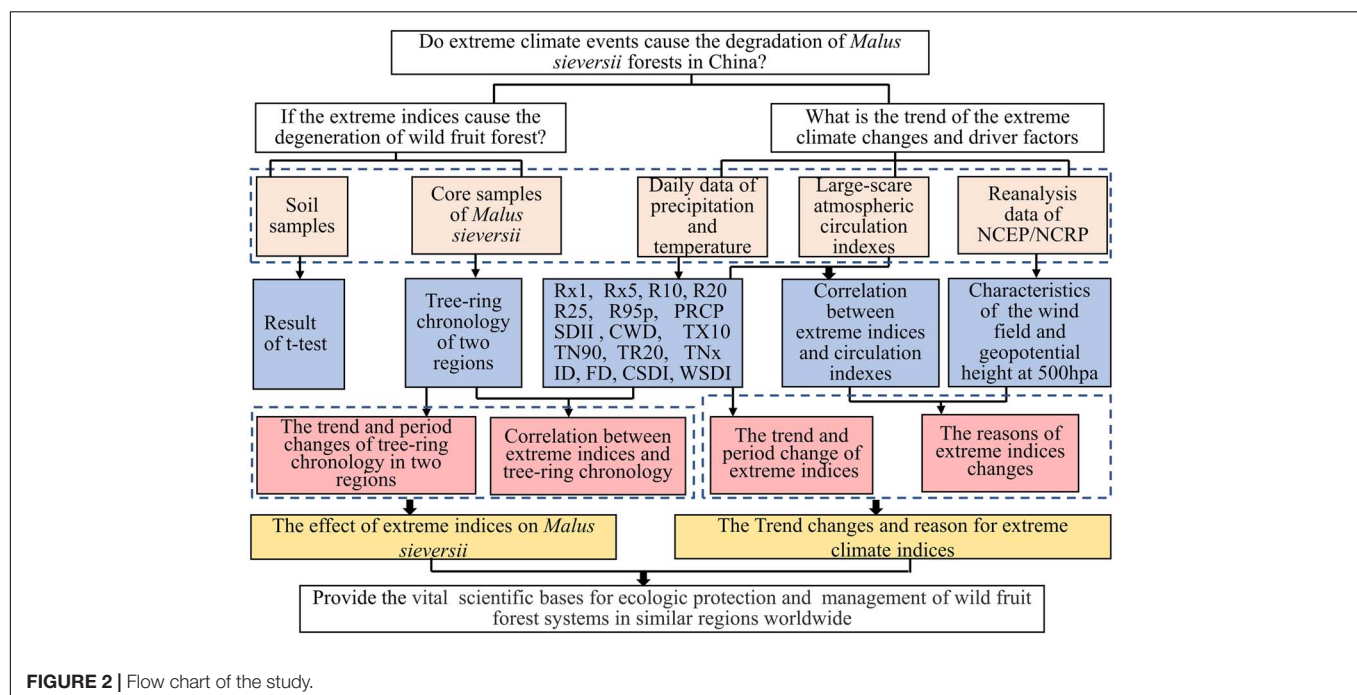 Do extreme climate events cause the degradation of Malus
sieversii forests in China?
If the extreme indices cause the
degeneration of wild fruit forest?
What is the trend of the extreme
climate changes and driver factors
Soil
samples
Core samples
of Malus
sieversii
Daily data of
precipitation
and
temperature
Large-scare
atmospheric
circulation
indexes
Reanalysis
data of
NCEP/NCRP
Result
of t-test
Tree-ring
chronology
of two
regions
Rx1, Rx5, R10, R20
R25, R95p, PRCP
SDII , CWD, TX10
TN90, TR20, TNx
ID, FD, CSDI, WSDI
Correlation
between
extreme indices
and circulation
indexes
Characteristics
of the wind
field and
geopotential
height at 500hpa
The trend and period
changes of tree-ring
chronology in two
regions
Correlation between
extreme indices and
tree-ring chronology
The trend and
period change of
extreme indices
The reasons of
extreme indices
changes
The effect of extreme indices on Malus
sieversii
The Trend changes and reason for extreme
climate indices
Provide the vital scientific bases for ecologic protection and management of wild fruit
forest systems in similar regions worldwide
FIGURE 2 | Flow chart of the study.